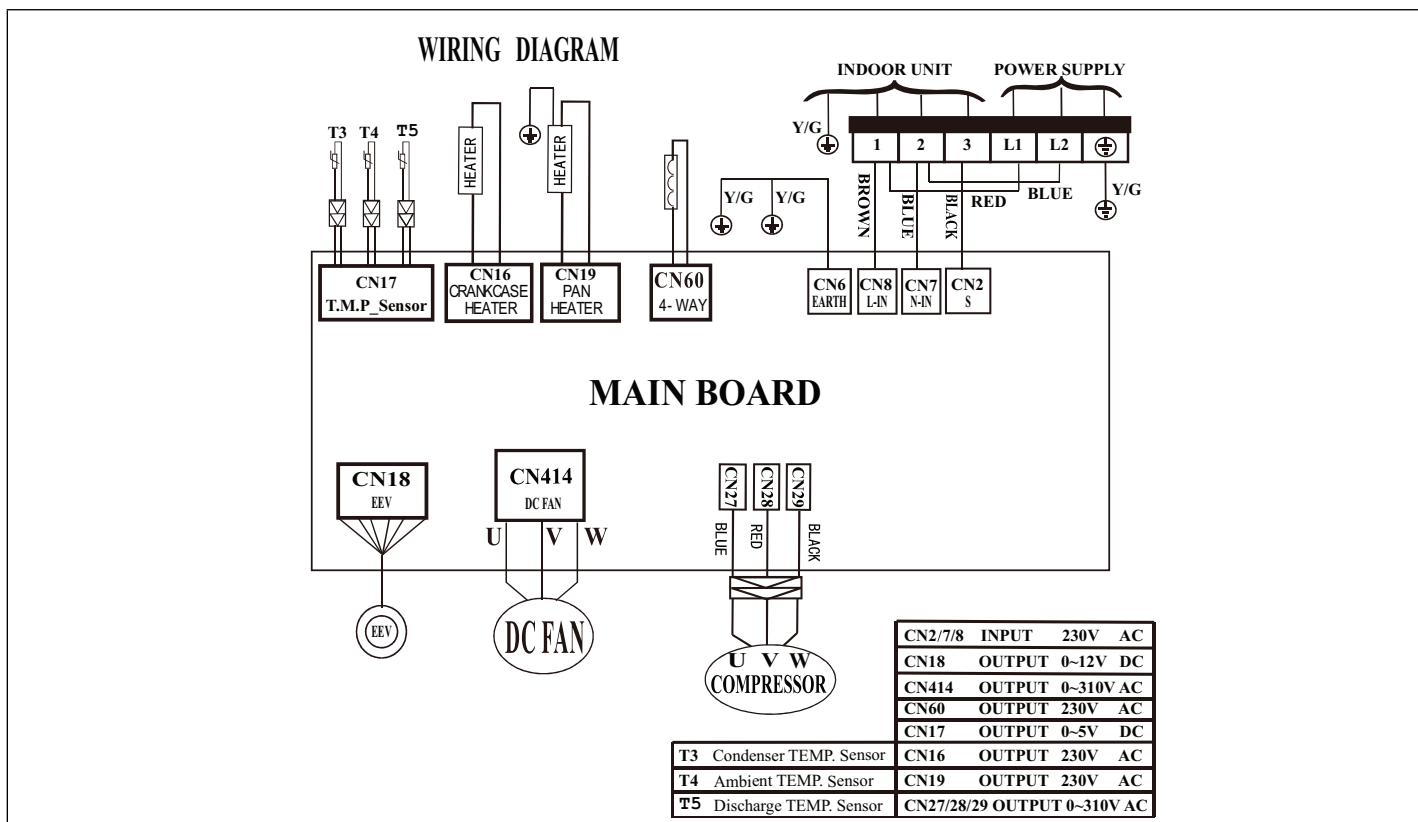 WIRING DIAGRAM
INDOOR UNIT
POWER SUPPLY
T3 T4 T5
HEATER
HEATER
Y/G
1 2 3 L1 L2
Y/G Y/G
BROWN
BLUE
BLACK
RED
BLUE
Y/G
CN17
T.M.P_Sensor
CN16
CRANKCASE
HEATER
CN19
PAN
HEATER
CN60
4- WAY
CN6
EARTH
CN8
L-IN
CN7
N-IN
CN2
S
MAIN BOARD
CN18
EEV
CN414
DC FAN
U V W
CN27
CN28
CN29
BLUE
RED
BLACK
EEV
DC FAN
U V W
COMPRESSOR
CN2/7/8 INPUT 230V AC
CN18 OUTPUT 0~12V DC
CN414 OUTPUT 0~310V AC
CN60 OUTPUT 230V AC
CN17 OUTPUT 0~5V DC
T3 Condenser TEMP. Sensor CN16 OUTPUT 230V AC
T4 Ambient TEMP. Sensor CN19 OUTPUT 230V AC
T5 Discharge TEMP. Sensor CN27/28/29 OUTPUT 0~310V AC